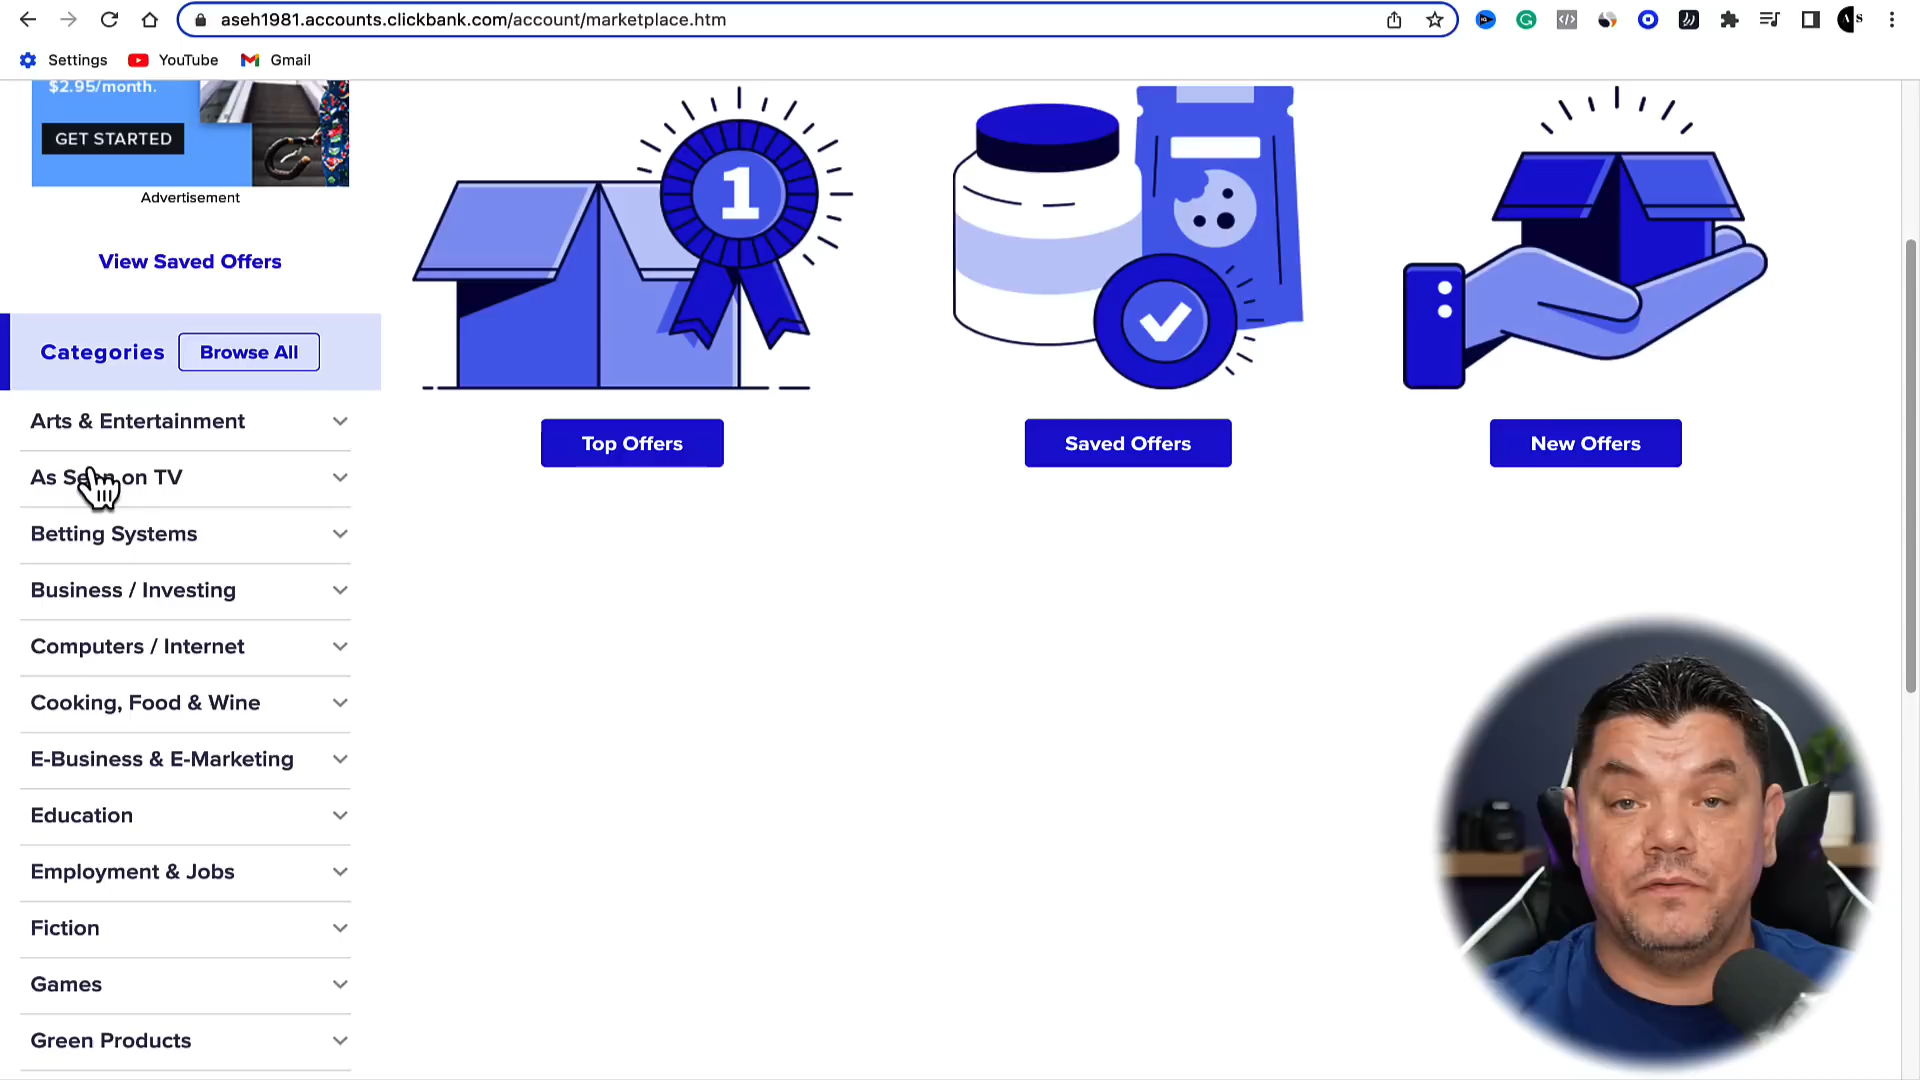 aseh1981.accounts.clickbank.com/account/marketplace.htm
Settings
YouTube
Gmail
$2.95/month.
GET STARTED
Advertisement
View Saved Offers
Categories
Browse All
Arts & Entertainment
As Seen on TV
Betting Systems
Business / Investing
Computers / Internet
Cooking, Food & Wine
E-Business & E-Marketing
Education
Employment & Jobs
Fiction
Games
Green Products
1
Top Offers
Saved Offers
New Offers